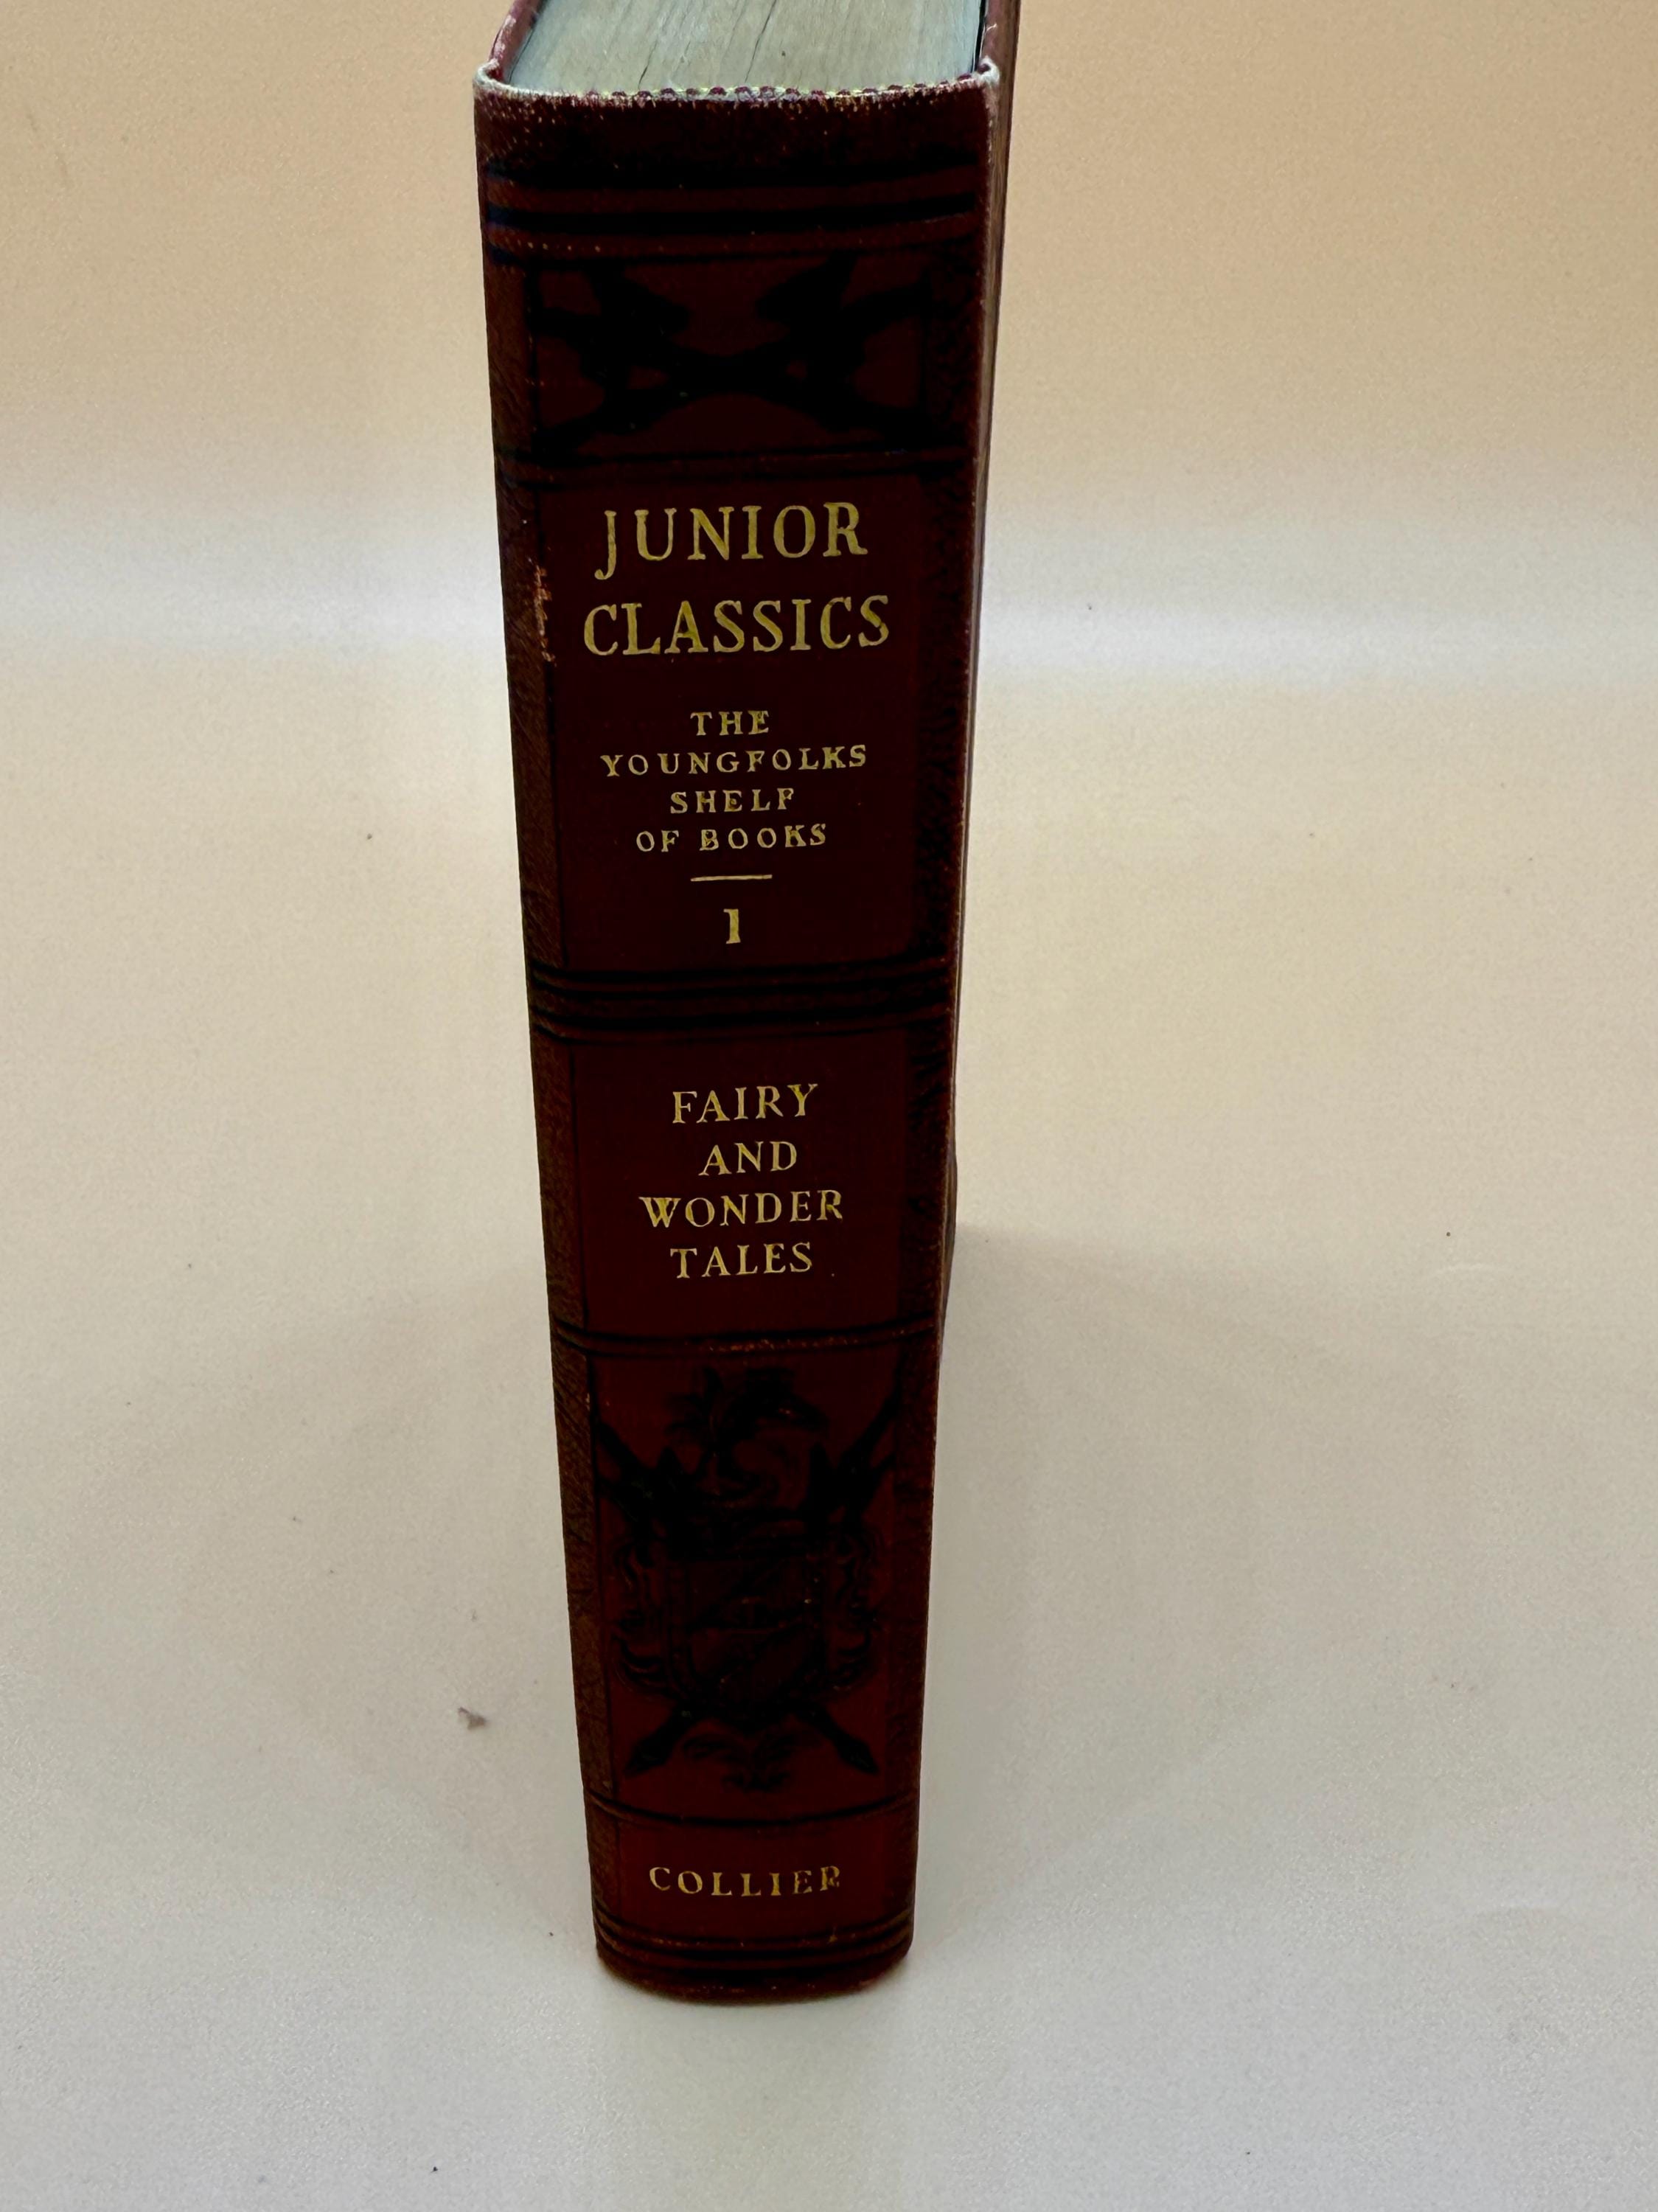 JUNIOR
CLASSICS
THE
YOUNGFOLKS
SHELF
OF BOOKS
1
FAIRY
AND
WONDER
TALES
COLLIER